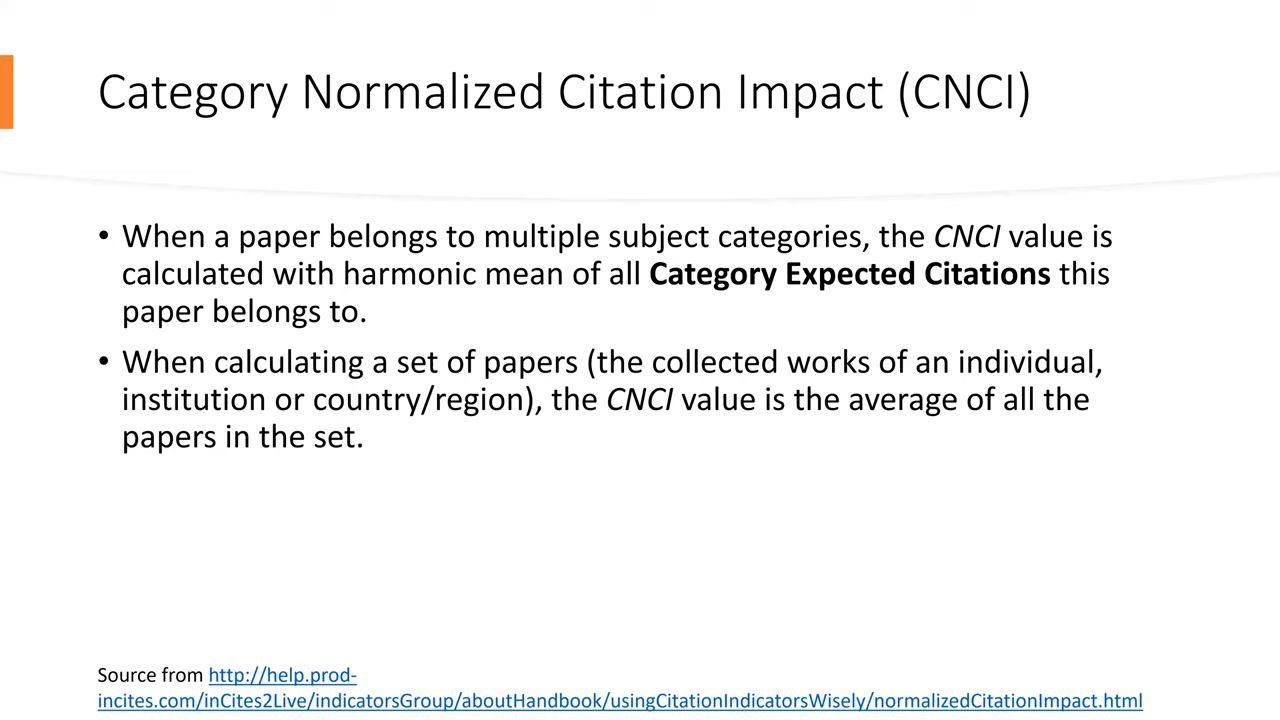 Category Normalized Citation Impact (CNCI)
• When a paper belongs to multiple subject categories, the CNCI value is
calculated with harmonic mean of all Category Expected Citations this
paper belongs to.
• When calculating a set of papers (the collected works of an individual,
institution or country/region), the CNCI value is the average of all the
papers in the set.
Source from http://help.prod-
incites.com/inCites2Live/indicatorsGroup/aboutHandbook/usingCitationIndicatorsWisely/normalizedCitationImpact.html